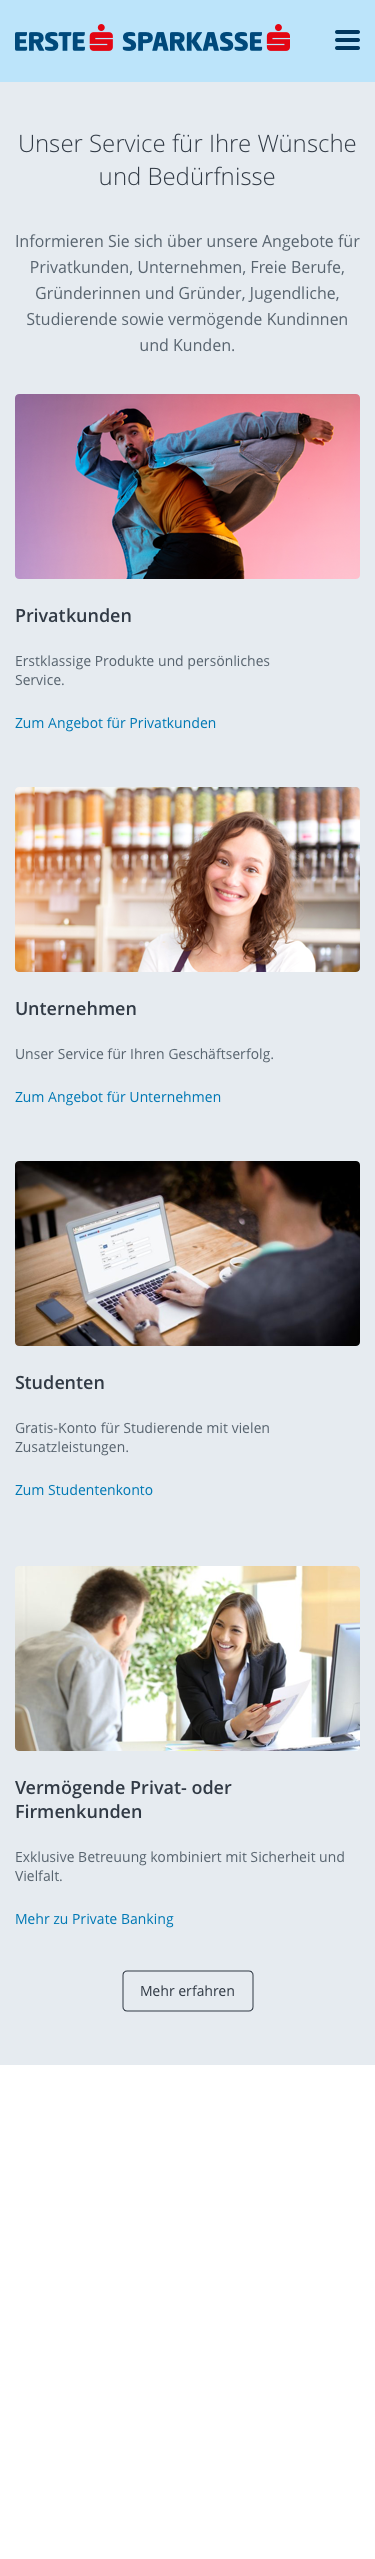 ERSTE SPARKASSE
Unser Service für Ihre Wünsche
und Bedürfnisse
Informieren Sie sich über unsere Angebote für
Privatkunden, Unternehmen, Freie Berufe,
Gründerinnen und Gründer, Jugendliche,
Studierende sowie vermögende Kundinnen
und Kunden.
Privatkunden
Erstklassige Produkte und persönliches
Service.
Zum Angebot für Privatkunden
Unternehmen
Unser Service für Ihren Geschäftserfolg.
Zum Angebot für Unternehmen
Studenten
Gratis-Konto für Studierende mit vielen
Zusatzleistungen.
Zum Studentenkonto
Vermögende Privat- oder
Firmenkunden
Exklusive Betreuung kombiniert mit Sicherheit und
Vielfalt.
Mehr zu Private Banking
Mehr erfahren